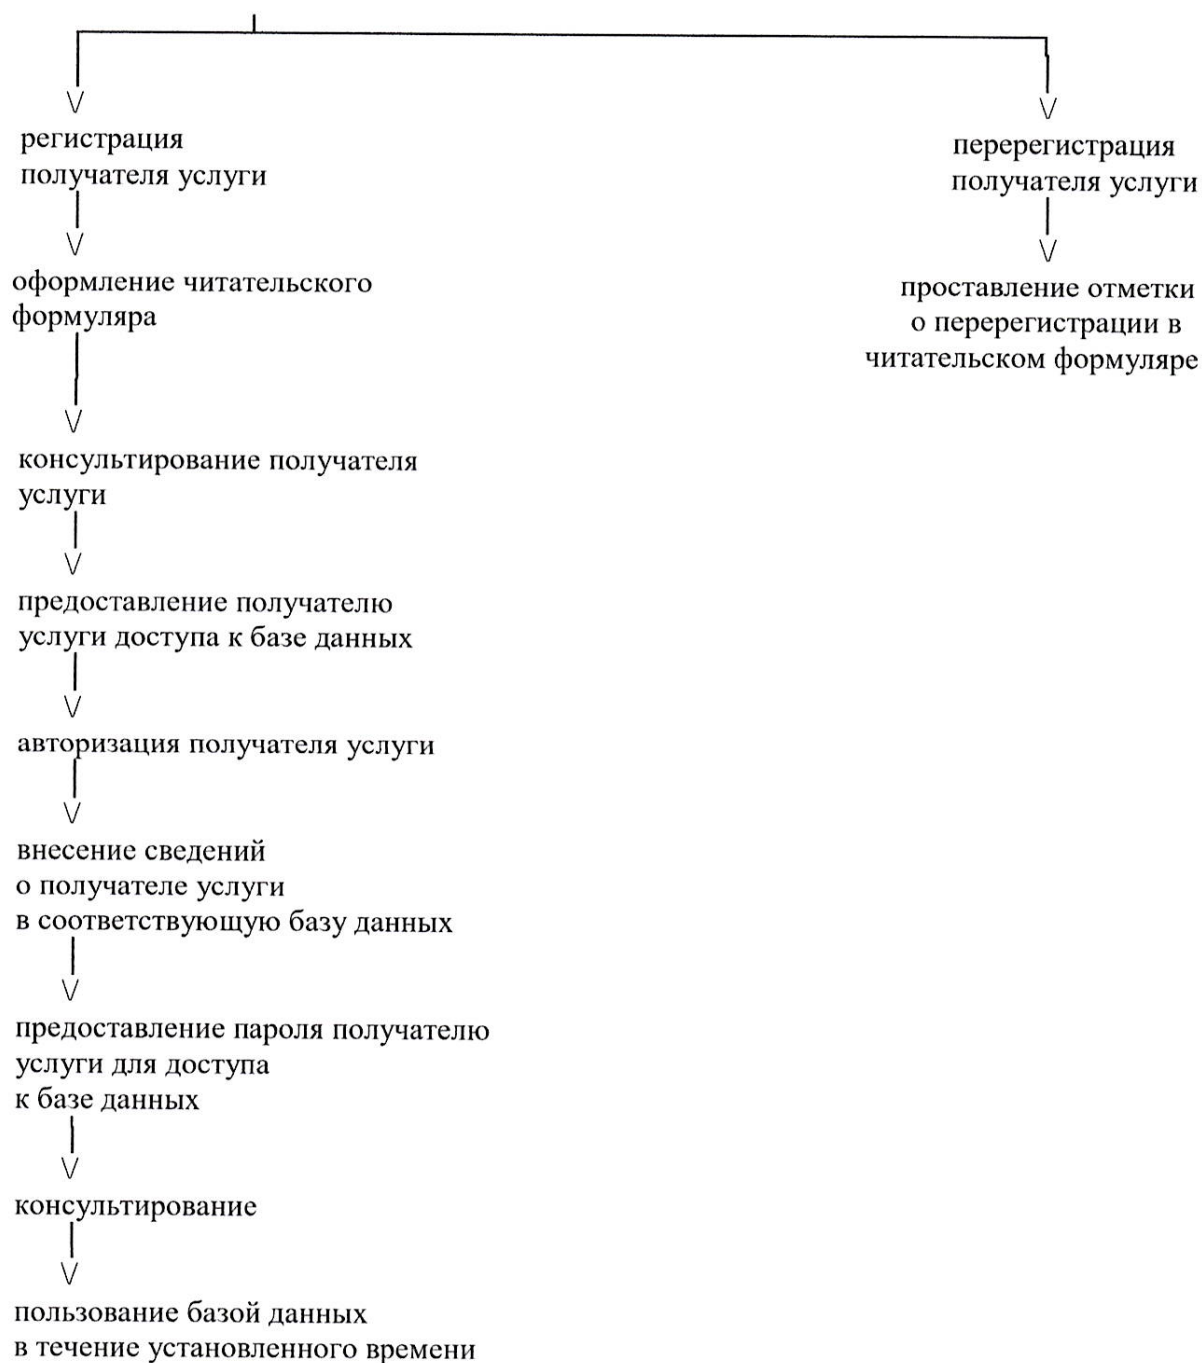 регистрация
получателя услуги
перерегистрация
получателя услуги
оформление читательского
формуляра
проставление отметки
о перерегистрации в
читательском формуляре
консультирование получателя
услуги
предоставление получателю
услуги доступа к базе данных
авторизация получателя услуги
внесение сведений
о получателе услуги
в соответствующую базу данных
предоставление пароля получателю
услуги для доступа
к базе данных
консультирование
пользование базой данных
в течение установленного времени